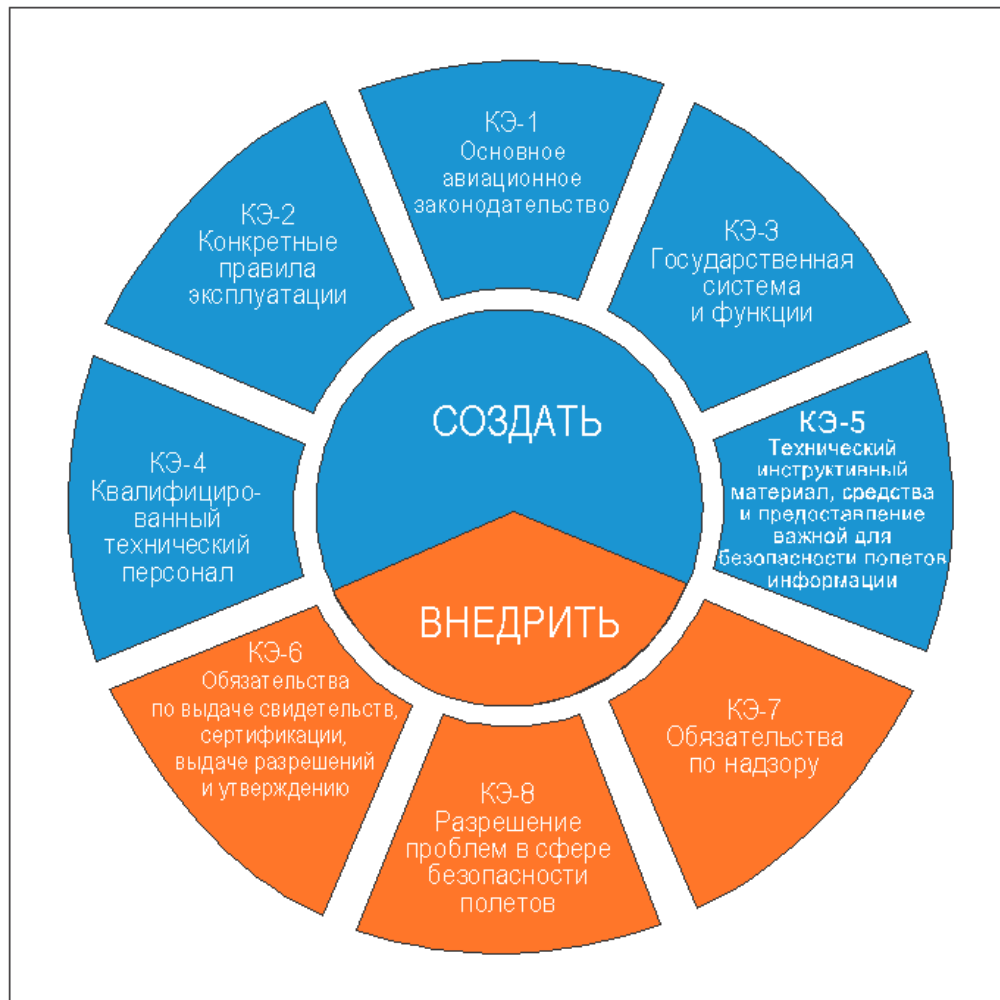 КЭ-1
Основное
авиационное
законодательство
КЭ-2
Конкретные
правила
эксплуатации
КЭ-3
Государственная
система
и функции
КЭ-4
Квалифициро-
ванный
технический
персонал
СОЗДАТЬ
КЭ-5
Технический
инструктивный
материал, средства
и предоставление
важной для
безопасности полетов
информации
ВНЕДРИТЬ
КЭ-6
Обязательства
по выдаче свидетельств,
сертификации,
выдаче разрешений
и утверждению
КЭ-7
Обязательства
по надзору
КЭ-8
Разрешение
проблем в сфере
безопасности
полетов